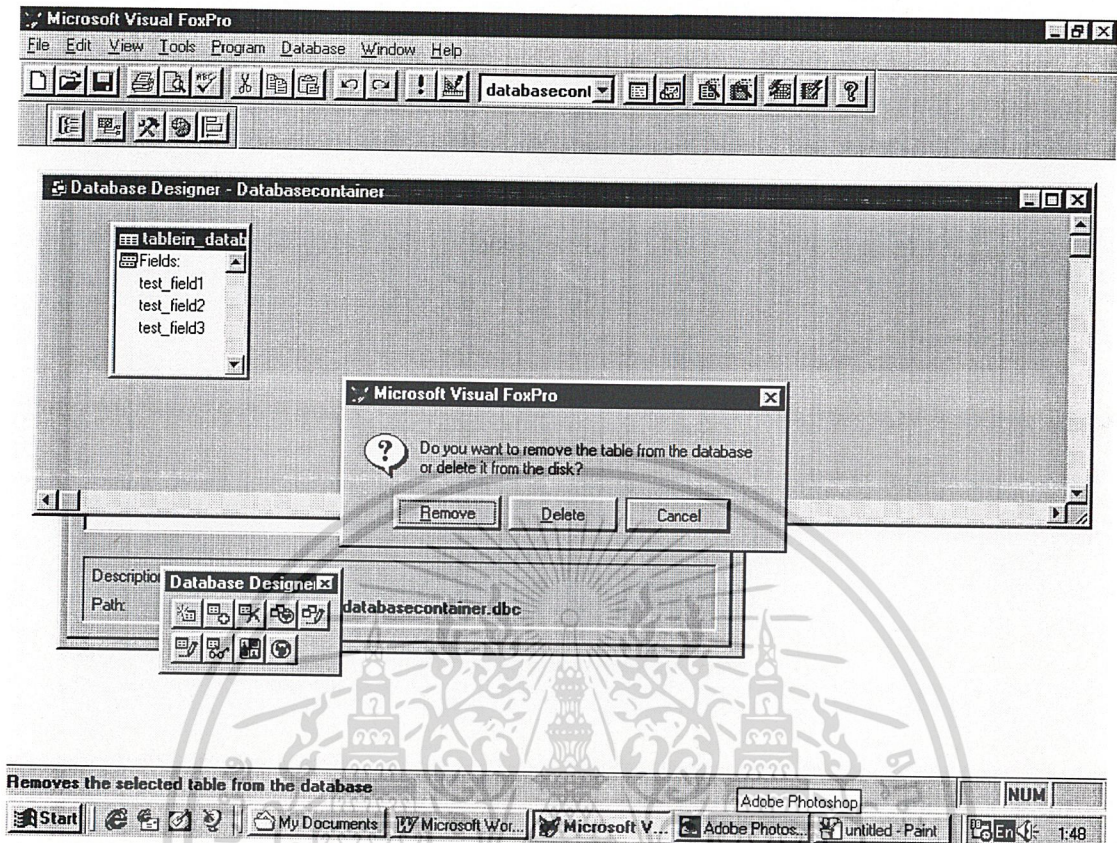 Microsoft Visual FoxPro
File Edit View Tools Program Database Window Help
databasecont
Database Designer - Databasecontainer
tablein_datab
Fields:
test_field1
test_field2
test_field3
Microsoft Visual FoxPro
Do you want to remove the table from the database
or delete it from the disk?
Remove Delete Cancel
Description
Path: databasecontainer.dbc
Database Designe
Removes the selected table from the database
Adobe Photoshop
NUM
Start My Documents Microsoft Wor... Microsoft V... Adobe Photos... untitled - Paint En 1:48